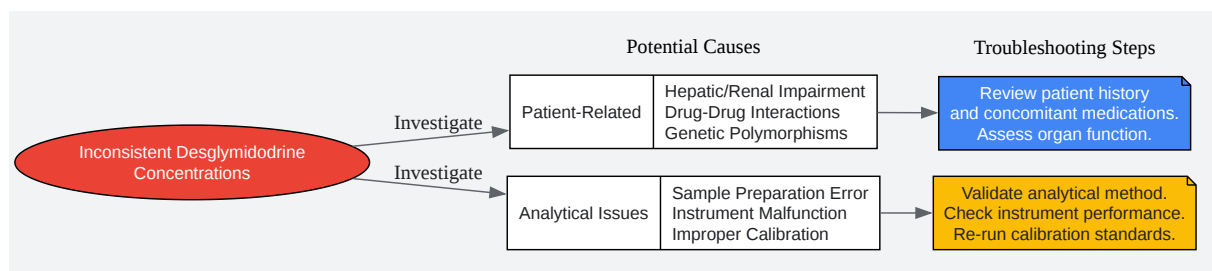 Potential Causes
Troubleshooting Steps
Inconsistent Desglymidodrine
Concentrations
Investigate
Investigate
Patient-Related
Hepatic/Renal Impairment
Drug-Drug Interactions
Genetic Polymorphisms
Review patient history
and concomitant medications.
Assess organ function.
Analytical Issues
Sample Preparation Error
Instrument Malfunction
Improper Calibration
Validate analytical method.
Check instrument performance.
Re-run calibration standards.